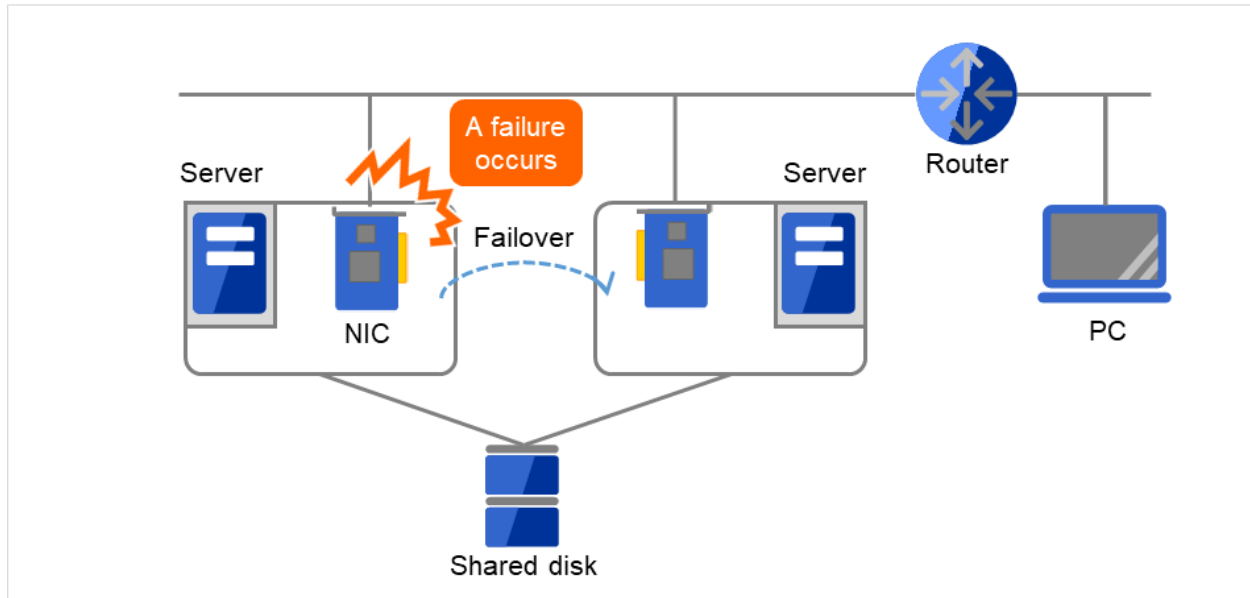 A failure
occurs
Router
Server
Server
Failover
NIC
PC
Shared disk